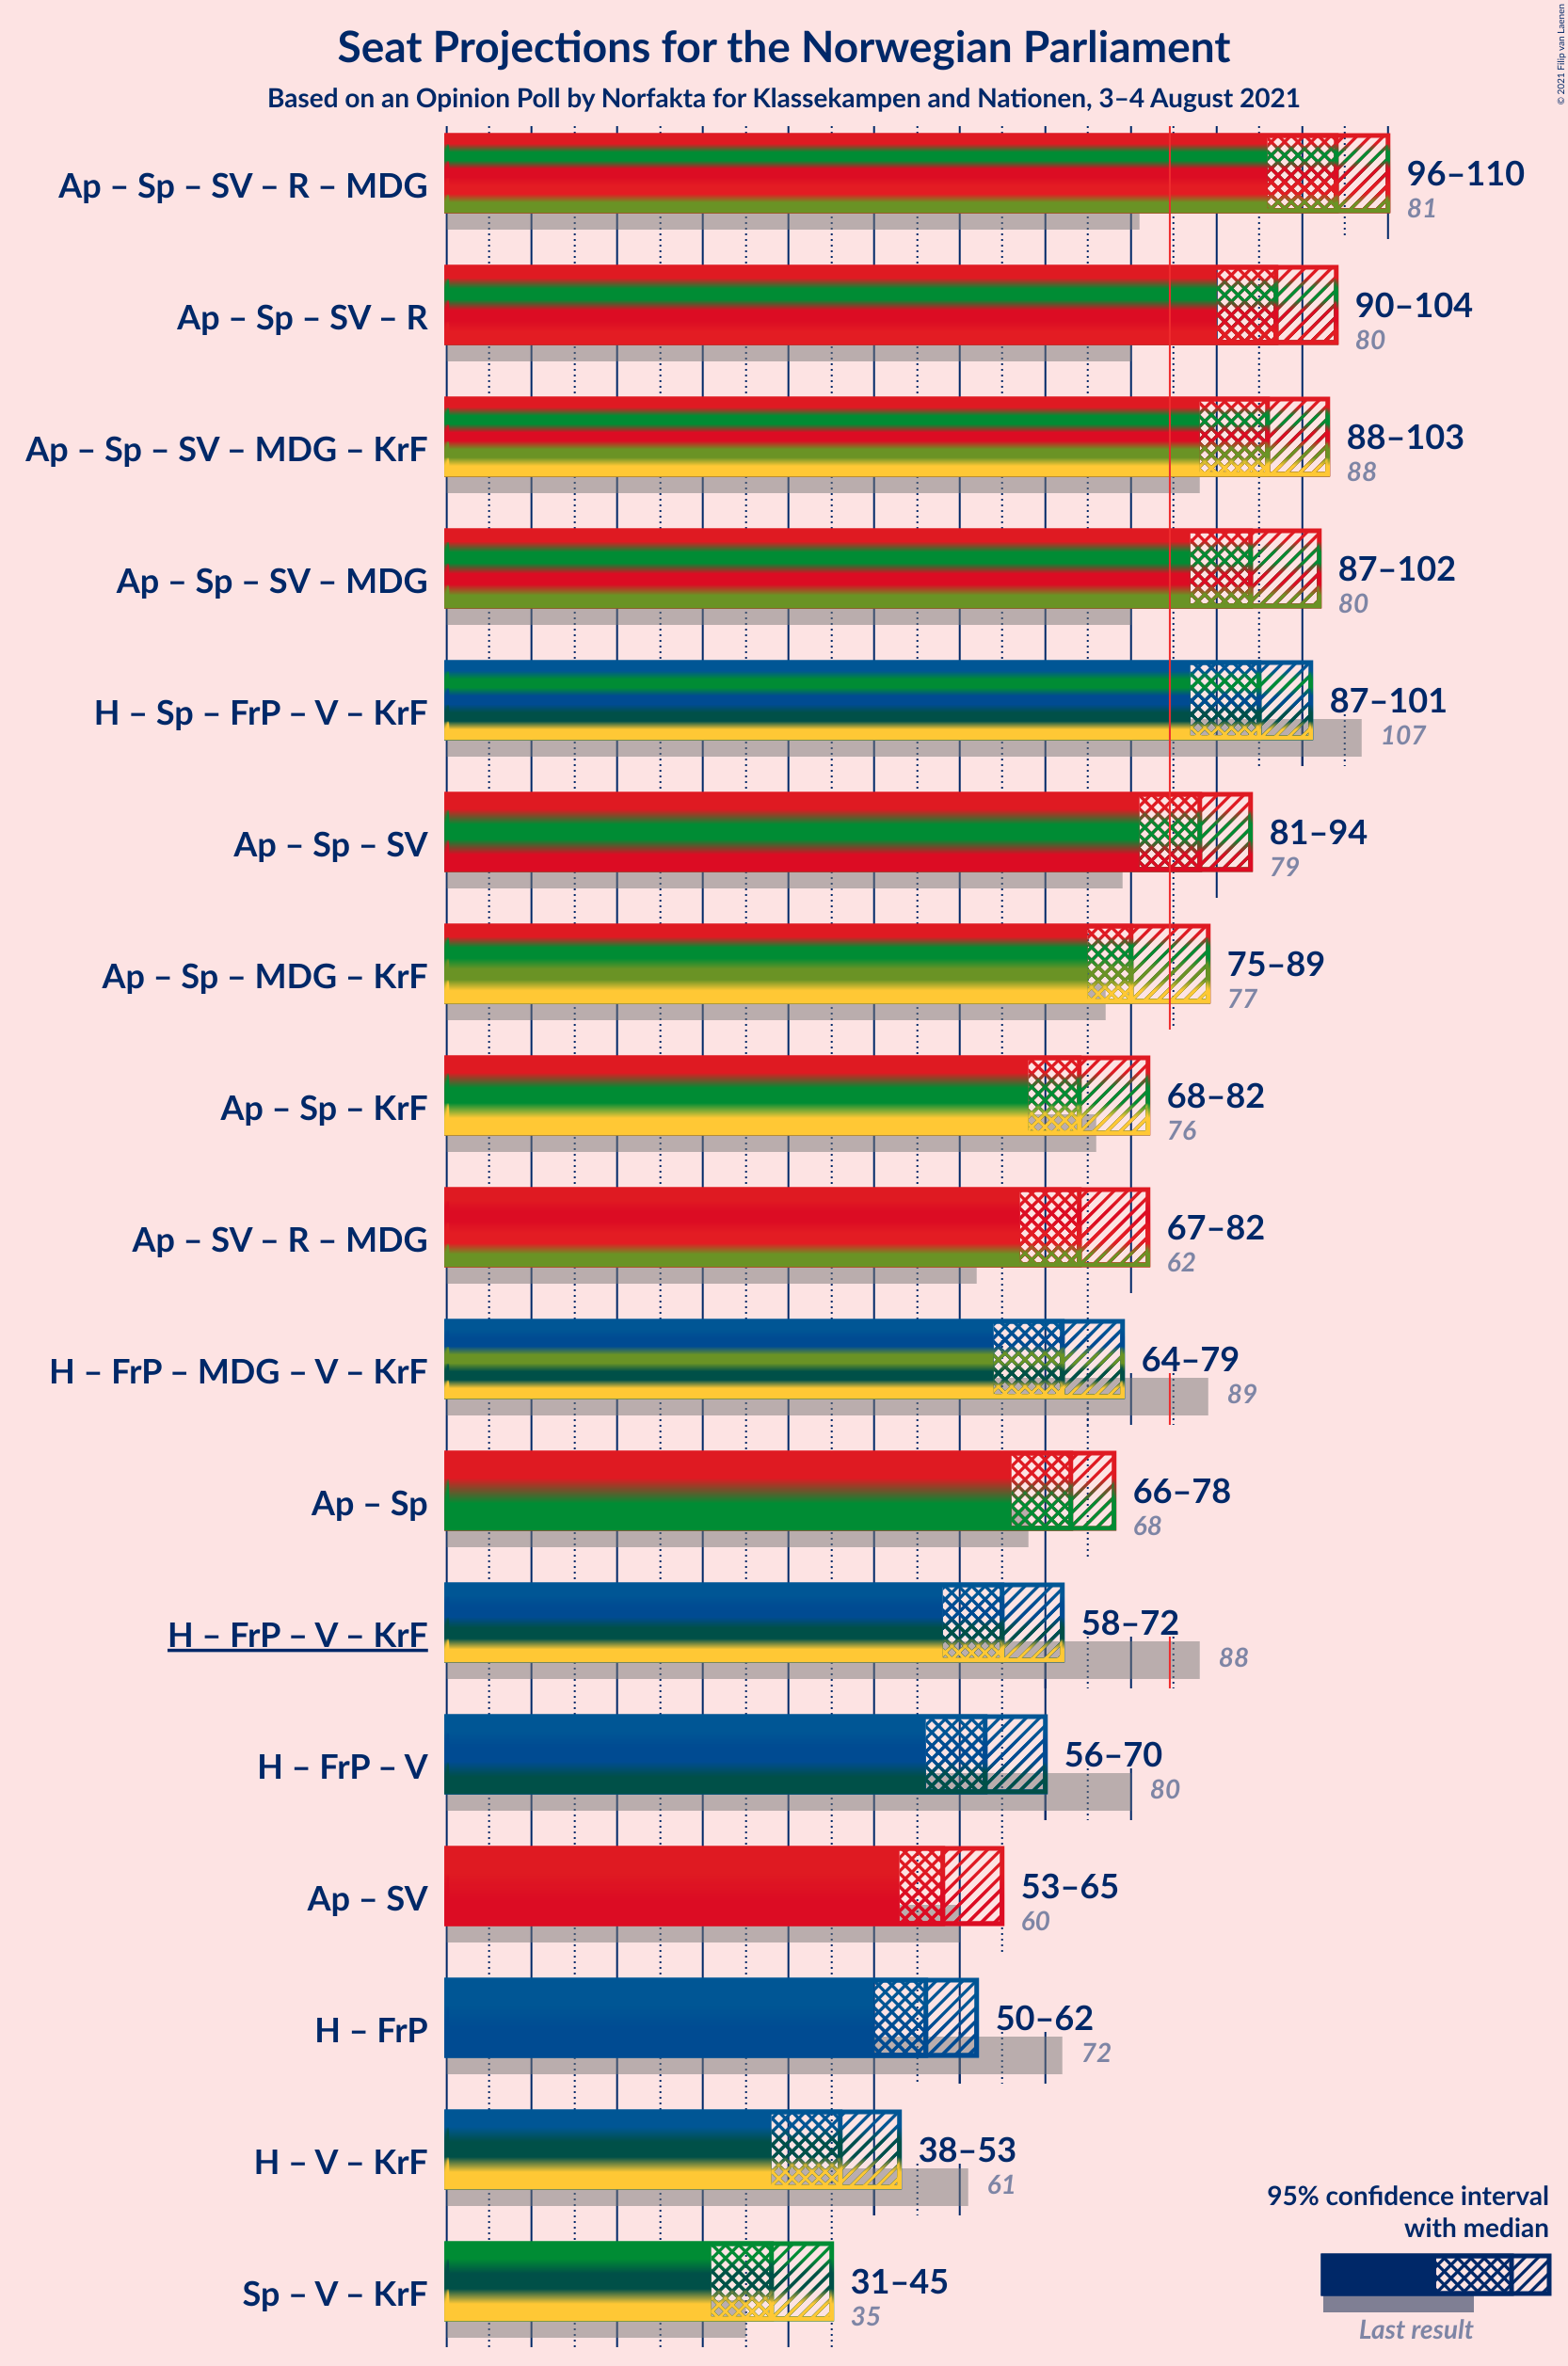 Seat Projections for the Norwegian Parliament
Based on an Opinion Poll by Norfakta for Klassekampen and Nationen, 3–4 August 2021
© 2021 Filip van Laenen
Ap – Sp – SV – R – MDG
96–110
81
Ap – Sp – SV – R
90–104
80
Ap – Sp – SV – MDG – KrF
88–103
88
Ap – Sp – SV – MDG
87–102
80
H – Sp – FrP – V – KrF
87–101
107
Ap – Sp – SV
81–94
79
Ap – Sp – MDG – KrF
75–89
77
Ap – Sp – KrF
68–82
76
Ap – SV – R – MDG
67–82
62
H – FrP – MDG – V – KrF
64–79
89
Ap – Sp
66–78
68
H – FrP – V – KrF
58–72
88
H – FrP – V
56–70
80
Ap – SV
53–65
60
H – FrP
50–62
72
H – V – KrF
38–53
61
Sp – V – KrF
31–45
35
95% confidence interval
with median
Last result